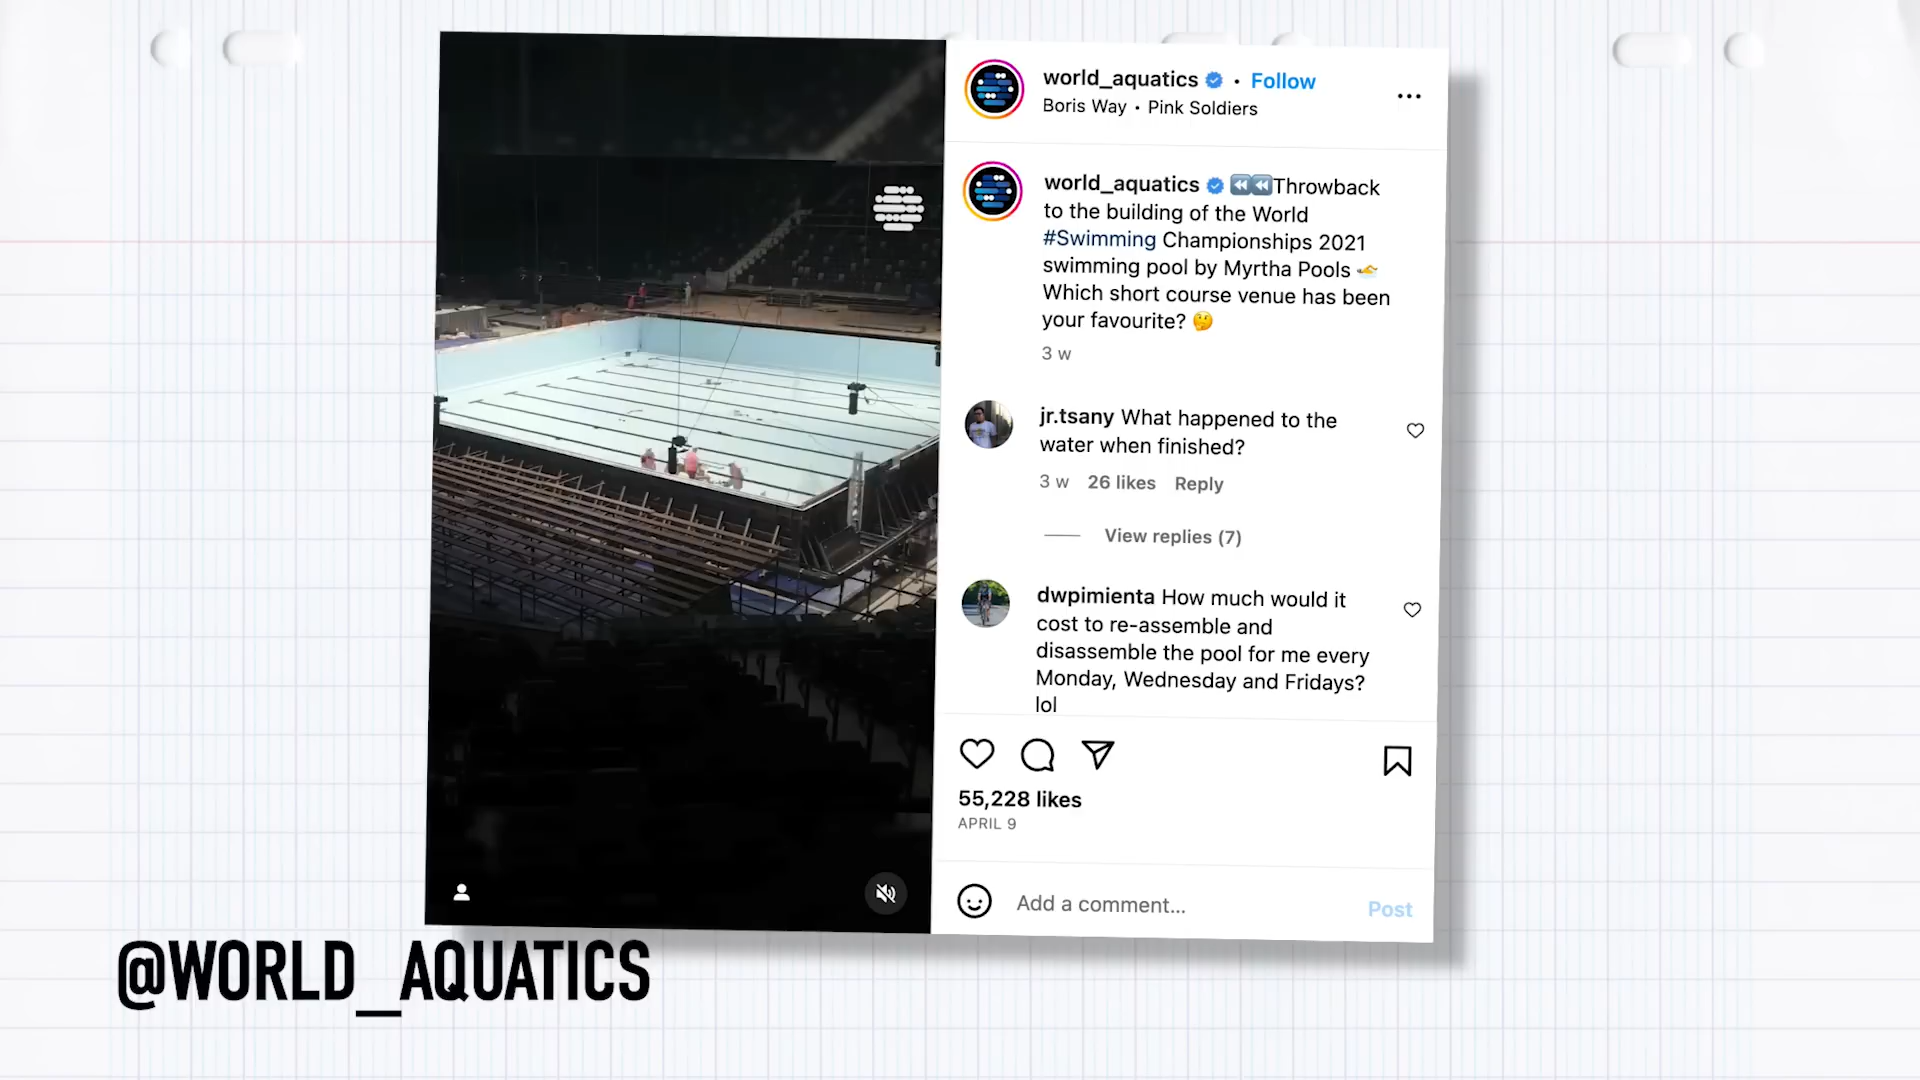 world_aquatics • Follow
Boris Way • Pink Soldiers
world_aquatics ⏪⏪Throwback
to the building of the World
#Swimming Championships 2021
swimming pool by Myrtha Pools 🏊
Which short course venue has been
your favourite? 🤔
3 w
jr.tsany What happened to the
water when finished?
3 w 26 likes Reply
View replies (7)
dwpimienta How much would it
cost to re-assemble and
disassemble the pool for me every
Monday, Wednesday and Fridays?
lol
55,228 likes
APRIL 9
Add a comment... Post
@WORLD_AQUATICS